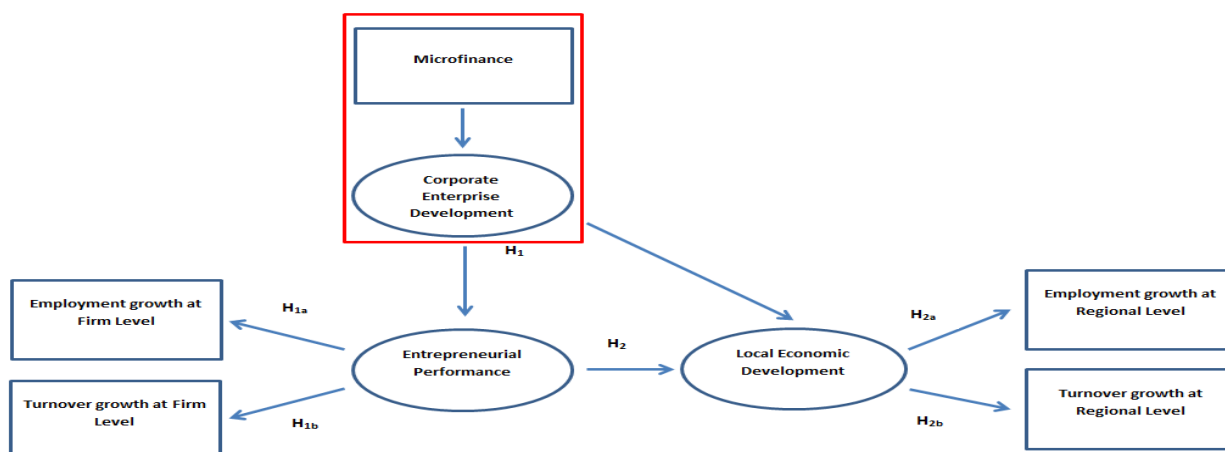 Microfinance
Corporate
Enterprise
Development
H₁
Employment growth at
Firm Level
H₁ₐ
Employment growth at
Regional Level
H₂ₐ
Entrepreneurial
Performance
H₂
Local Economic
Development
Turnover growth at Firm
Level
H₁b
Turnover growth at
Regional Level
H₂b